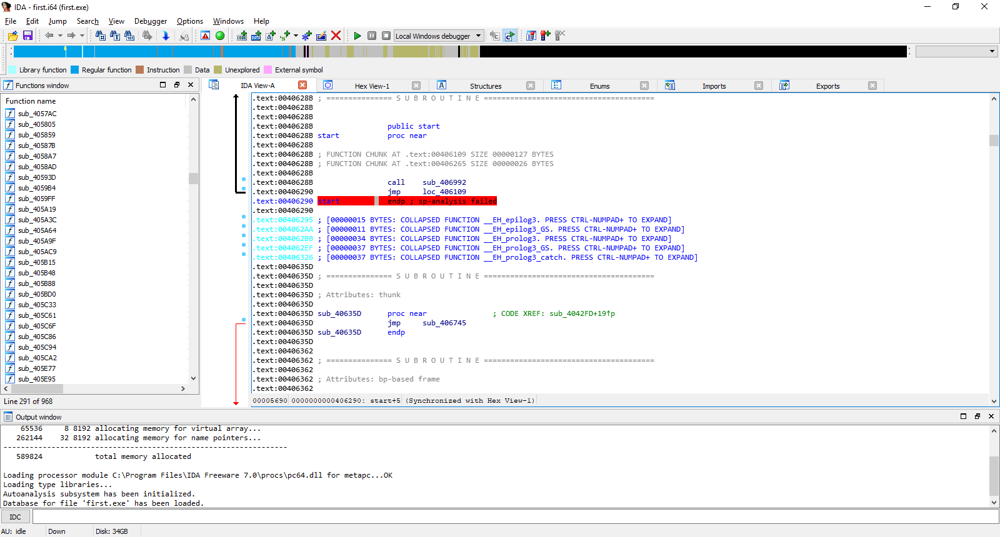 IDA - first.i64 (first.exe)
File Edit Jump Search View Debugger Options Windows Help
Local Windows debugger
Library function Regular function Instruction Data Unexplored External symbol
Functions window
IDA View-A Hex View-1 Structures Enums Imports Exports
Function name
sub_4057AC
sub_405805
sub_405859
sub_40587B
sub_4058A7
sub_4058AD
sub_40593D
sub_4059B4
sub_4059FF
sub_405A19
sub_405A3C
sub_405A64
sub_405A9F
sub_405AC9
sub_405B15
sub_405B48
sub_405B88
sub_405BD0
sub_405C33
sub_405C61
sub_405C6F
sub_405C86
sub_405C94
sub_405CA2
sub_405E77
sub_405E95
Line 291 of 968
.text:0040628B ; =============== S U B R O U T I N E =======================================
.text:0040628B
.text:0040628B
.text:0040628B public start
.text:0040628B start proc near
.text:0040628B
.text:0040628B ; FUNCTION CHUNK AT .text:00406109 SIZE 00000127 BYTES
.text:0040628B ; FUNCTION CHUNK AT .text:00406265 SIZE 00000026 BYTES
.text:0040628B
.text:0040628B call sub_406992
.text:00406290 jmp loc_406109
.text:00406290 start endp ; sp-analysis failed
.text:00406290
.text:00406295 ; [00000015 BYTES: COLLAPSED FUNCTION __EH_epilog3. PRESS CTRL-NUMPAD+ TO EXPAND]
.text:004062AA ; [00000011 BYTES: COLLAPSED FUNCTION __EH_epilog3_GS. PRESS CTRL-NUMPAD+ TO EXPAND]
.text:004062BB ; [00000034 BYTES: COLLAPSED FUNCTION __EH_prolog3. PRESS CTRL-NUMPAD+ TO EXPAND]
.text:004062EF ; [00000037 BYTES: COLLAPSED FUNCTION __EH_prolog3_GS. PRESS CTRL-NUMPAD+ TO EXPAND]
.text:00406326 ; [00000037 BYTES: COLLAPSED FUNCTION __EH_prolog3_catch. PRESS CTRL-NUMPAD+ TO EXPAND]
.text:0040635D
.text:0040635D ; =============== S U B R O U T I N E =======================================
.text:0040635D
.text:0040635D ; Attributes: thunk
.text:0040635D
.text:0040635D sub_40635D proc near ; CODE XREF: sub_4042FD+19↑p
.text:0040635D jmp sub_406745
.text:0040635D sub_40635D endp
.text:0040635D
.text:00406362
.text:00406362 ; =============== S U B R O U T I N E =======================================
.text:00406362
.text:00406362 ; Attributes: bp-based frame
.text:00406362
00005690 0000000000406290: start+5 (Synchronized with Hex View-1)
Output window
65536 8 8192 allocating memory for virtual array...
262144 32 8192 allocating memory for name pointers...
-----------------------------------------------------------------
589824 total memory allocated
Loading processor module C:\Program Files\IDA Freeware 7.0\procs\pc64.dll for metapc...OK
Loading type libraries...
Autoanalysis subsystem has been initialized.
Database for file 'first.exe' has been loaded.
IDC
AU: idle Down Disk: 34GB